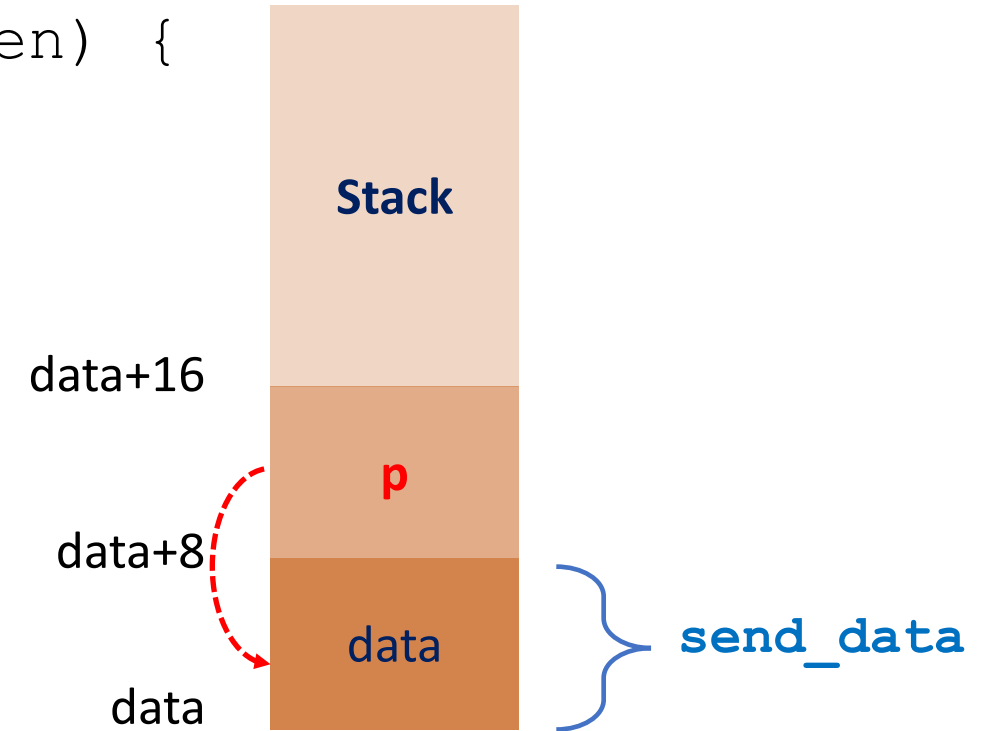 en) {
Stack
data+16
p
data+8
data
send_data
data